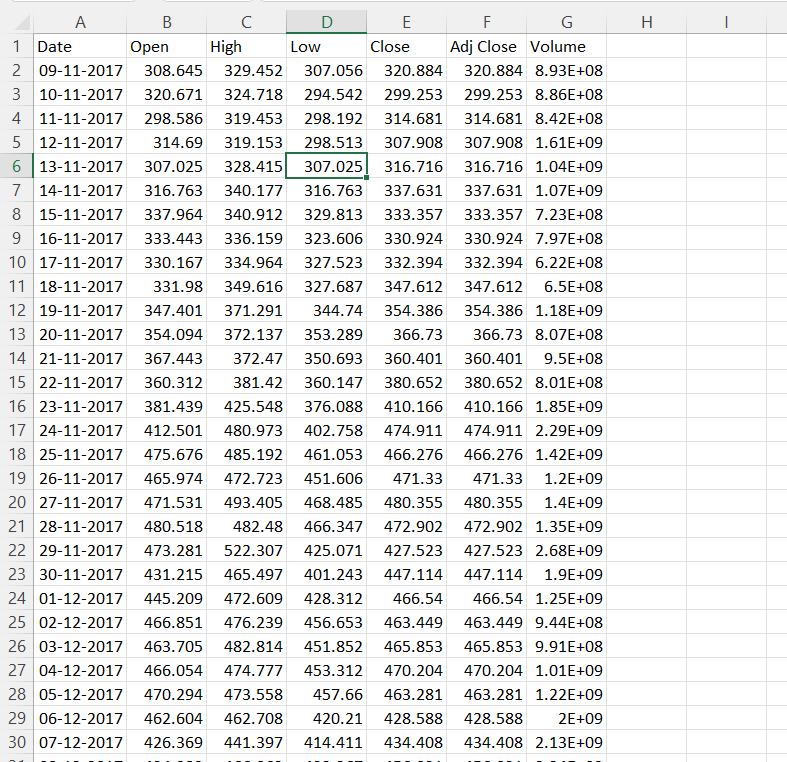 A B C D E F G H I
1 Date Open High Low Close Adj Close Volume
2 09-11-2017 308.645 329.452 307.056 320.884 320.884 8.93E+08
3 10-11-2017 320.671 324.718 294.542 299.253 299.253 8.86E+08
4 11-11-2017 298.586 319.453 298.192 314.681 314.681 8.42E+08
5 12-11-2017 314.69 319.153 298.513 307.908 307.908 1.61E+09
6 13-11-2017 307.025 328.415 307.025 316.716 316.716 1.04E+09
7 14-11-2017 316.763 340.177 316.763 337.631 337.631 1.07E+09
8 15-11-2017 337.964 340.912 329.813 333.357 333.357 7.23E+08
9 16-11-2017 333.443 336.159 323.606 330.924 330.924 7.97E+08
10 17-11-2017 330.167 334.964 327.523 332.394 332.394 6.22E+08
11 18-11-2017 331.98 349.616 327.687 347.612 347.612 6.5E+08
12 19-11-2017 347.401 371.291 344.74 354.386 354.386 1.18E+09
13 20-11-2017 354.094 372.137 353.289 366.73 366.73 8.07E+08
14 21-11-2017 367.443 372.47 350.693 360.401 360.401 9.5E+08
15 22-11-2017 360.312 381.42 360.147 380.652 380.652 8.01E+08
16 23-11-2017 381.439 425.548 376.088 410.166 410.166 1.85E+09
17 24-11-2017 412.501 480.973 402.758 474.911 474.911 2.29E+09
18 25-11-2017 475.676 485.192 461.053 466.276 466.276 1.42E+09
19 26-11-2017 465.974 472.723 451.606 471.33 471.33 1.2E+09
20 27-11-2017 471.531 493.405 468.485 480.355 480.355 1.4E+09
21 28-11-2017 480.518 482.48 466.347 472.902 472.902 1.35E+09
22 29-11-2017 473.281 522.307 425.071 427.523 427.523 2.68E+09
23 30-11-2017 431.215 465.497 401.243 447.114 447.114 1.9E+09
24 01-12-2017 445.209 472.609 428.312 466.54 466.54 1.25E+09
25 02-12-2017 466.851 476.239 456.653 463.449 463.449 9.44E+08
26 03-12-2017 463.705 482.814 451.852 465.853 465.853 9.91E+08
27 04-12-2017 466.054 474.777 453.312 470.204 470.204 1.01E+09
28 05-12-2017 470.294 473.558 457.66 463.281 463.281 1.22E+09
29 06-12-2017 462.604 462.708 420.21 428.588 428.588 2E+09
30 07-12-2017 426.369 441.397 414.411 434.408 434.408 2.13E+09